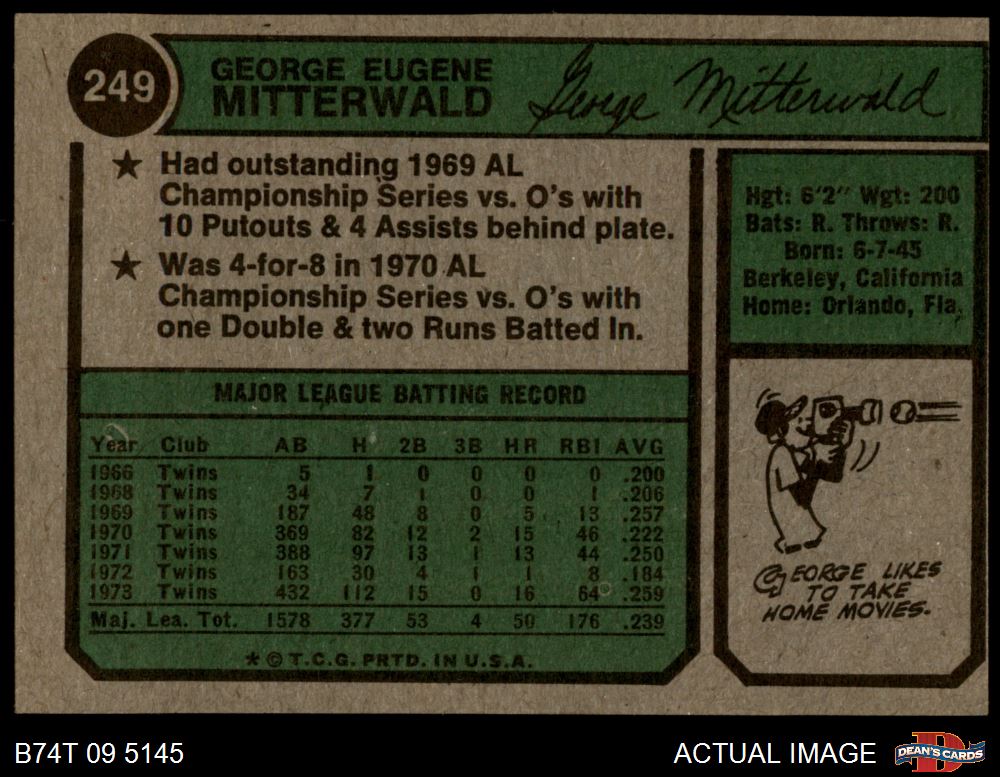 249
GEORGE EUGENE
MITTERWALD
George Mitterwald
★ Had outstanding 1969 AL
Championship Series vs. O's with
10 Putouts & 4 Assists behind plate.
★ Was 4-for-8 in 1970 AL
Championship Series vs. O's with
one Double & two Runs Batted In.
Hgt: 6'2" Wgt: 200
Bats: R. Throws: R.
Born: 6-7-45
Berkeley, California
Home: Orlando, Fla.
MAJOR LEAGUE BATTING RECORD
Year Club AB H 2B 3B HR RBI AVG
1966 Twins 5 1 0 0 0 0 .200
1968 Twins 34 7 1 0 0 1 .206
1969 Twins 187 48 8 0 5 13 .257
1970 Twins 369 82 12 2 15 46 .222
1971 Twins 388 97 13 1 13 44 .250
1972 Twins 163 30 4 1 1 8 .184
1973 Twins 432 112 15 0 16 64 .259
Maj. Lea. Tot. 1578 377 53 4 50 176 .239
* © T.C.G. PRTD. IN U.S.A.
GEORGE LIKES
TO TAKE
HOME MOVIES.
B74T 09 5145
ACTUAL IMAGE
DEAN'S CARDS